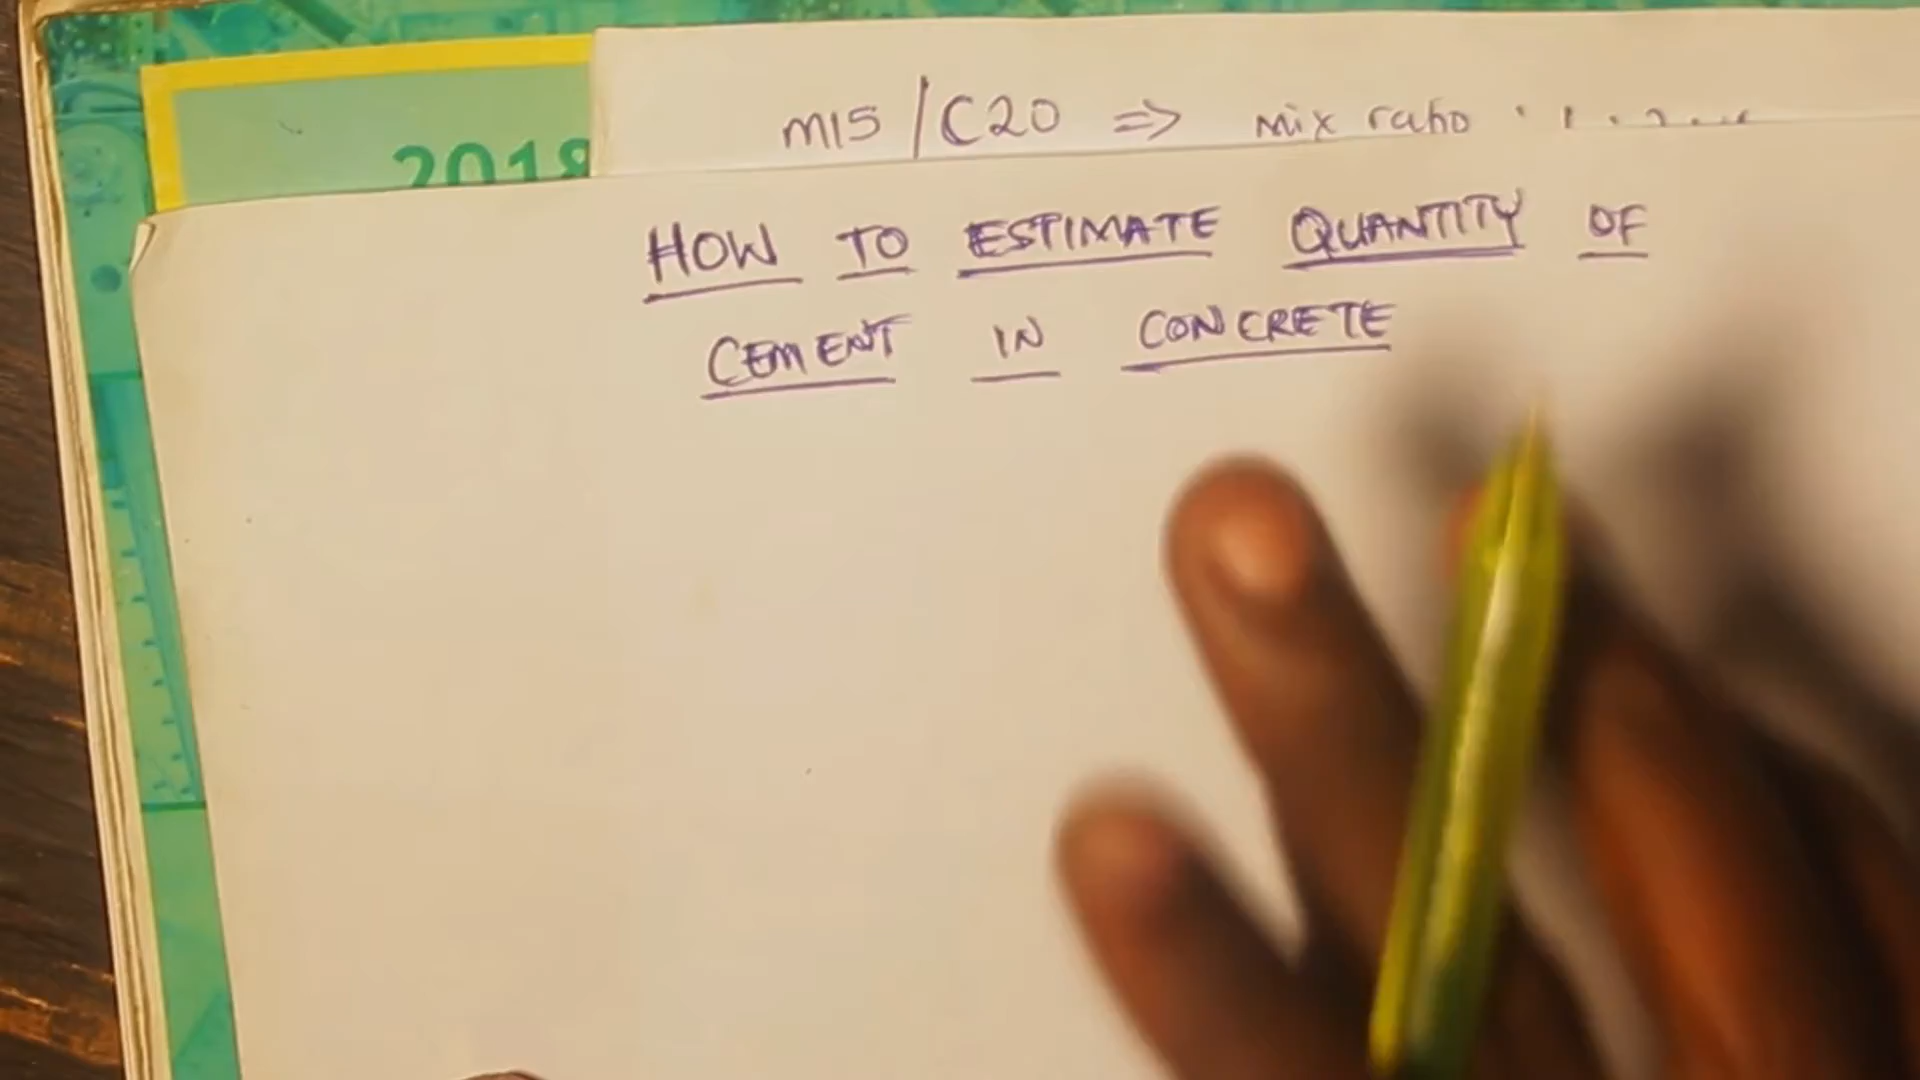 2018
m15 / C20 => mix ratio
HOW TO ESTIMATE QUANTITY OF
CEMENT IN CONCRETE